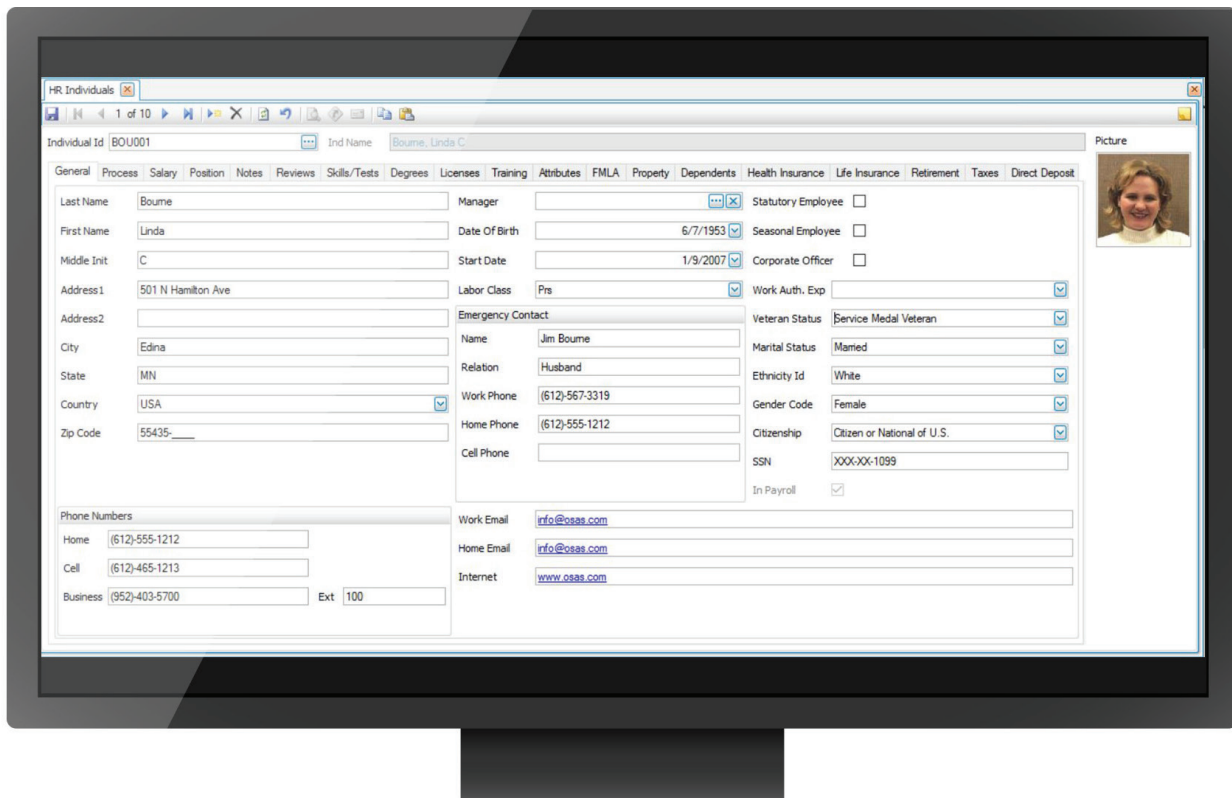 HR Individuals
1 of 10
Individual Id BOU001 Ind Name Bourne, Linda C. Picture
General Process Salary Position Notes Reviews Skills/Tests Degrees Licenses Training Attributes FMLA Property Dependents Health Insurance Life Insurance Retirement Taxes Direct Deposit
Last Name Bourne Manager Statutory Employee
First Name Linda Date Of Birth 6/7/1953 Seasonal Employee
Middle Init C Start Date 1/9/2007 Corporate Officer
Address1 501 N Hamilton Ave Labor Class Prs Work Auth. Exp
Address2 Emergency Contact Veteran Status Service Medal Veteran
City Edina Name Jim Bourne Marital Status Married
State MN Relation Husband Ethnicity Id White
Country USA Work Phone (612)-567-3319 Gender Code Female
Zip Code 55435-____ Home Phone (612)-555-1212 Citizenship Citizen or National of U.S.
Cell Phone SSN XXX-XX-1099
In Payroll
Phone Numbers Work Email info@osas.com
Home (612)-555-1212 Home Email info@osas.com
Cell (612)-465-1213 Internet www.osas.com
Business (952)-403-5700 Ext 100